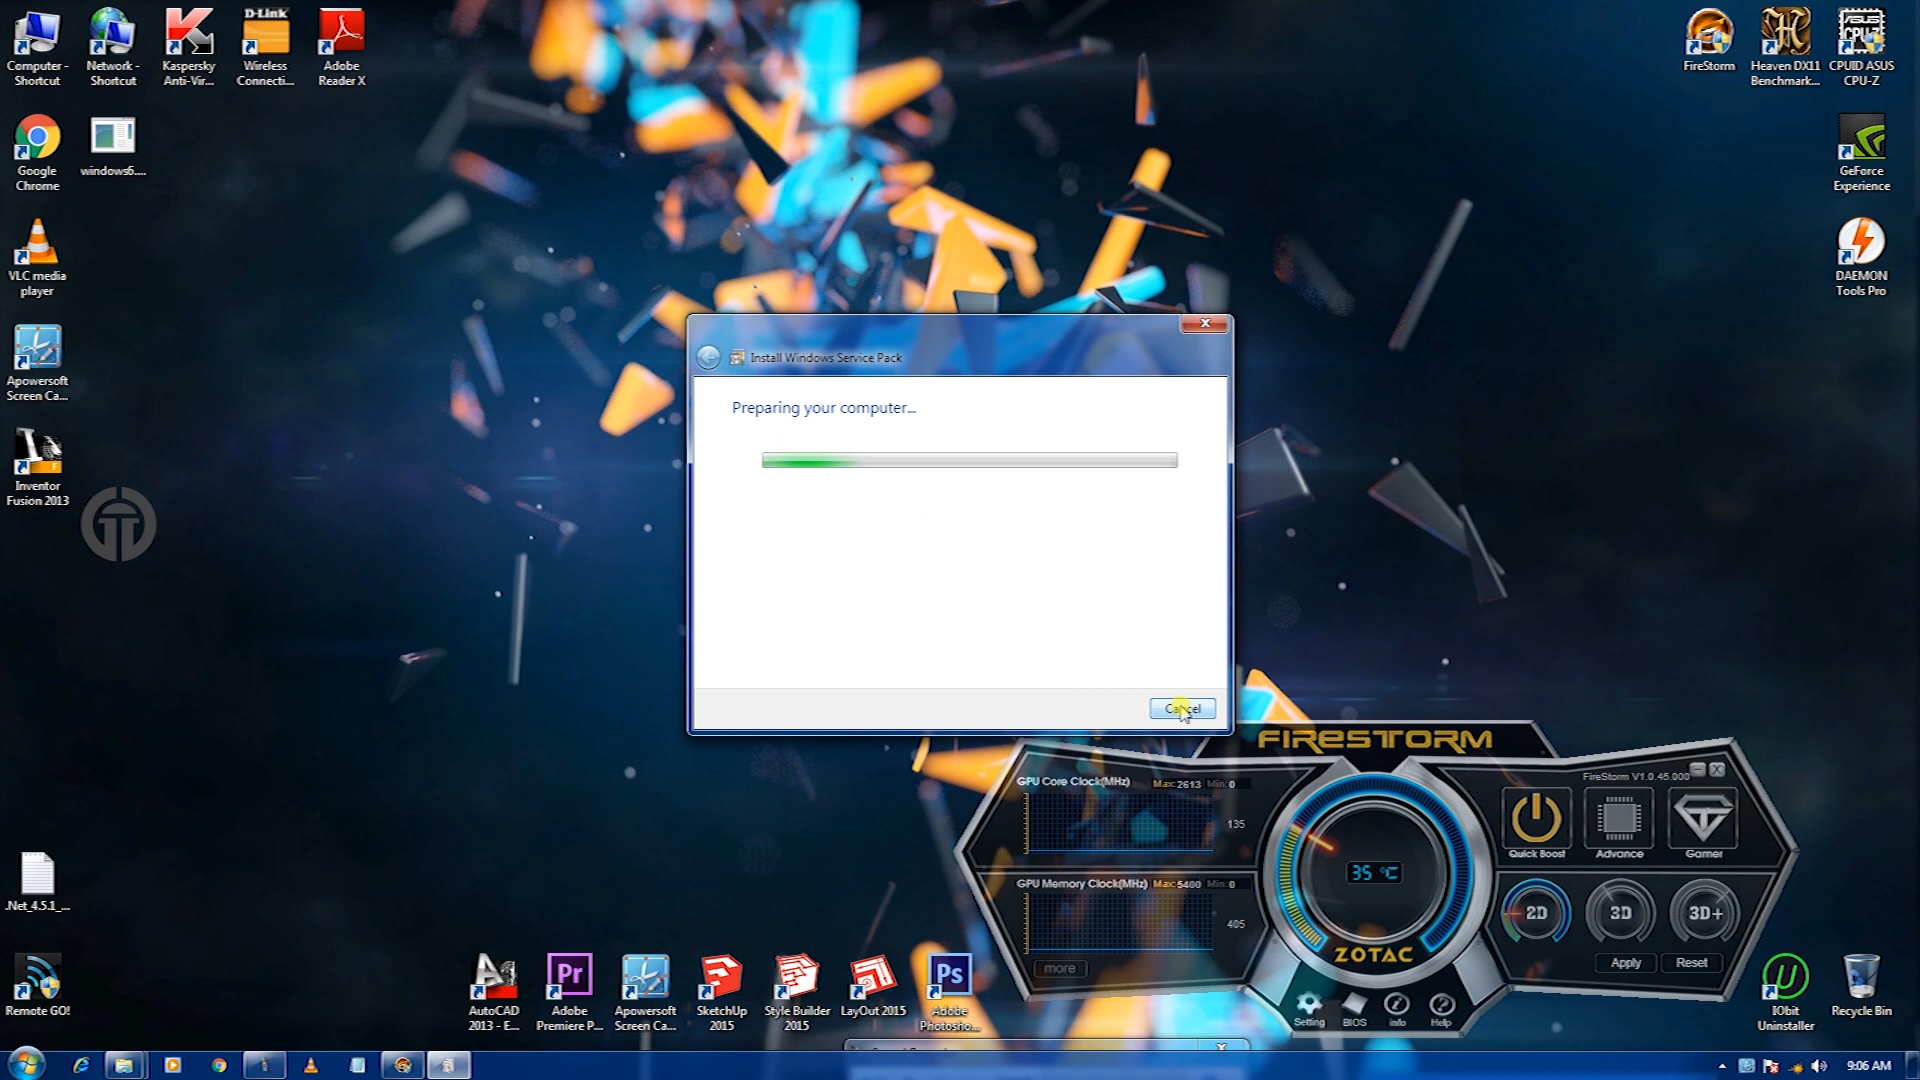 Computer -
Shortcut
Network -
Shortcut
Kaspersky
Anti-Vir...
D-Link
Wireless
Connecti...
Adobe
Reader X
FireStorm
Heaven DX11
Benchmark...
ASUS
CPU-Z
CPUID ASUS
CPU-Z
Google
Chrome
windows6....
GeForce
Experience
VLC media
player
DAEMON
Tools Pro
Apowersoft
Screen Ca...
Inventor
Fusion 2013
Install Windows Service Pack
Preparing your computer...
Cancel
FIRESTORM
FireStorm V1.0.45.000
GPU Core Clock(MHz) Max:2613 Min:0
135
Quick Boost
Advance
Gamer
35 °C
GPU Memory Clock(MHz) Max:5400 Min:0
405
2D
3D
3D+
ZOTAC
more
Apply
Reset
Setting
BIOS
Info
Help
.Net_4.5.1_...
Remote GO!
AutoCAD
2013 - E...
Pr
Adobe
Premiere P...
Apowersoft
Screen Ca...
SketchUp
2015
Style Builder
2015
LayOut 2015
Ps
Adobe
Photosho...
IObit
Uninstaller
Recycle Bin
9:06 AM